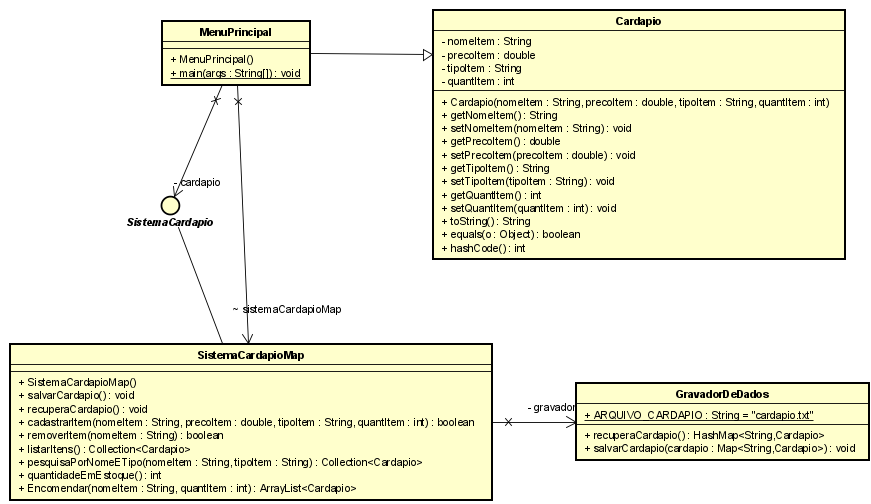 MenuPrincipal
+ MenuPrincipal()
+ main(args : String[]) : void
Cardapio
- nomeItem : String
- precoItem : double
- tipoItem : String
- quantItem : int
+ Cardapio(nomeItem : String, precoItem : double, tipoItem : String, quantItem : int)
+ getNomeItem() : String
+ setNomeItem(nomeItem : String) : void
+ getPrecoItem() : double
+ setPrecoItem(precoItem : double) : void
+ getTipoItem() : String
+ setTipoItem(tipoItem : String) : void
+ getQuantItem() : int
+ setQuantItem(quantItem : int) : void
+ toString() : String
+ equals(o : Object) : boolean
+ hashCode() : int
- cardapio
SistemaCardapio
~ sistemaCardapioMap
SistemaCardapioMap
+ SistemaCardapioMap()
+ salvarCardapio() : void
+ recuperaCardapio() : void
+ cadastrarItem(nomeItem : String, precoItem : double, tipoItem : String, quantItem : int) : boolean
+ removerItem(nomeItem : String) : boolean
+ listarItens() : Collection<Cardapio>
+ pesquisaPorNomeETipo(nomeItem : String, tipoItem : String) : Collection<Cardapio>
+ quantidadeEmEstoque() : int
+ Encomendar(nomeItem : String, quantItem : int) : ArrayList<Cardapio>
- gravador
GravadorDeDados
+ ARQUIVO_CARDAPIO : String = "cardapio.txt"
+ recuperaCardapio() : HashMap<String,Cardapio>
+ salvarCardapio(cardapio : Map<String,Cardapio>) : void